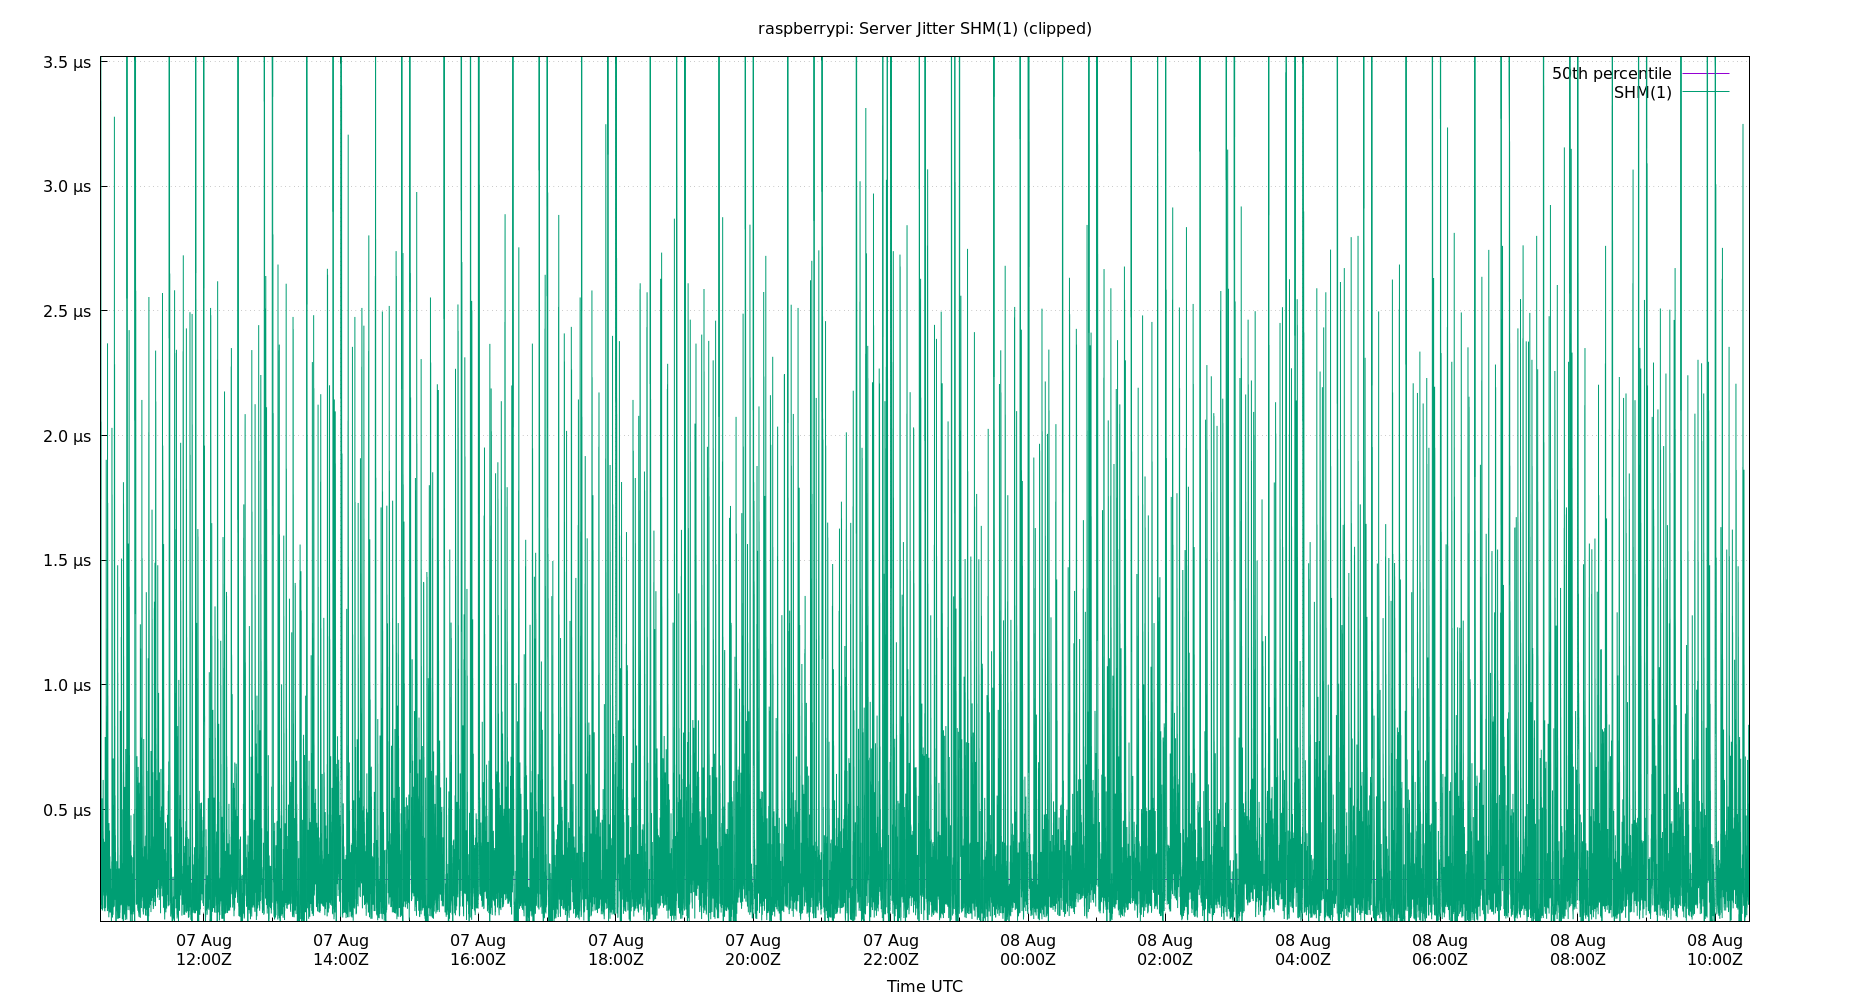 raspberrypi: Server Jitter SHM(1) (clipped)
3.5 µs
3.0 µs
2.5 µs
2.0 µs
1.5 µs
1.0 µs
0.5 µs
50th percentile
SHM(1)
07 Aug 12:00Z
07 Aug 14:00Z
07 Aug 16:00Z
07 Aug 18:00Z
07 Aug 20:00Z
07 Aug 22:00Z
08 Aug 00:00Z
08 Aug 02:00Z
08 Aug 04:00Z
08 Aug 06:00Z
08 Aug 08:00Z
08 Aug 10:00Z
Time UTC